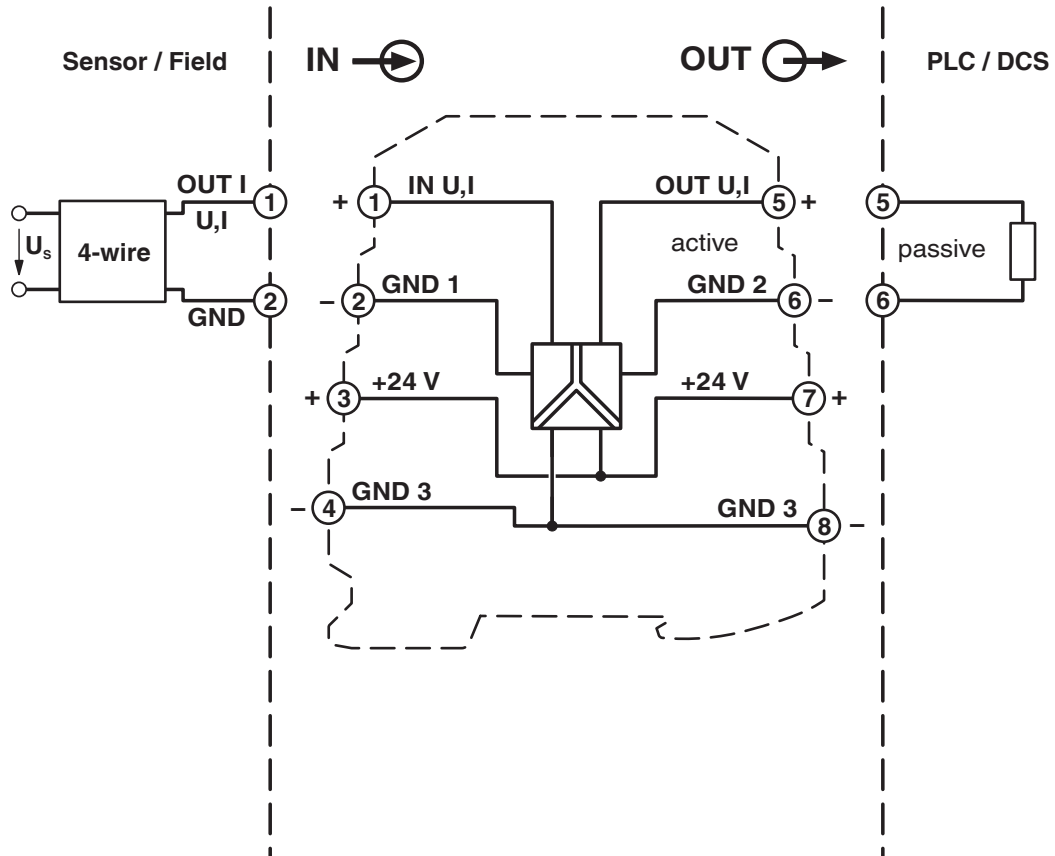 Sensor / Field
IN
OUT
PLC / DCS
OUT I
U,I
1
Us
4-wire
GND
2
+ 1 IN U,I
– 2 GND 1
+ 3 +24 V
– 4 GND 3
OUT U,I 5 +
active
GND 2 6 –
+24 V 7 +
GND 3 8 –
5
passive
6